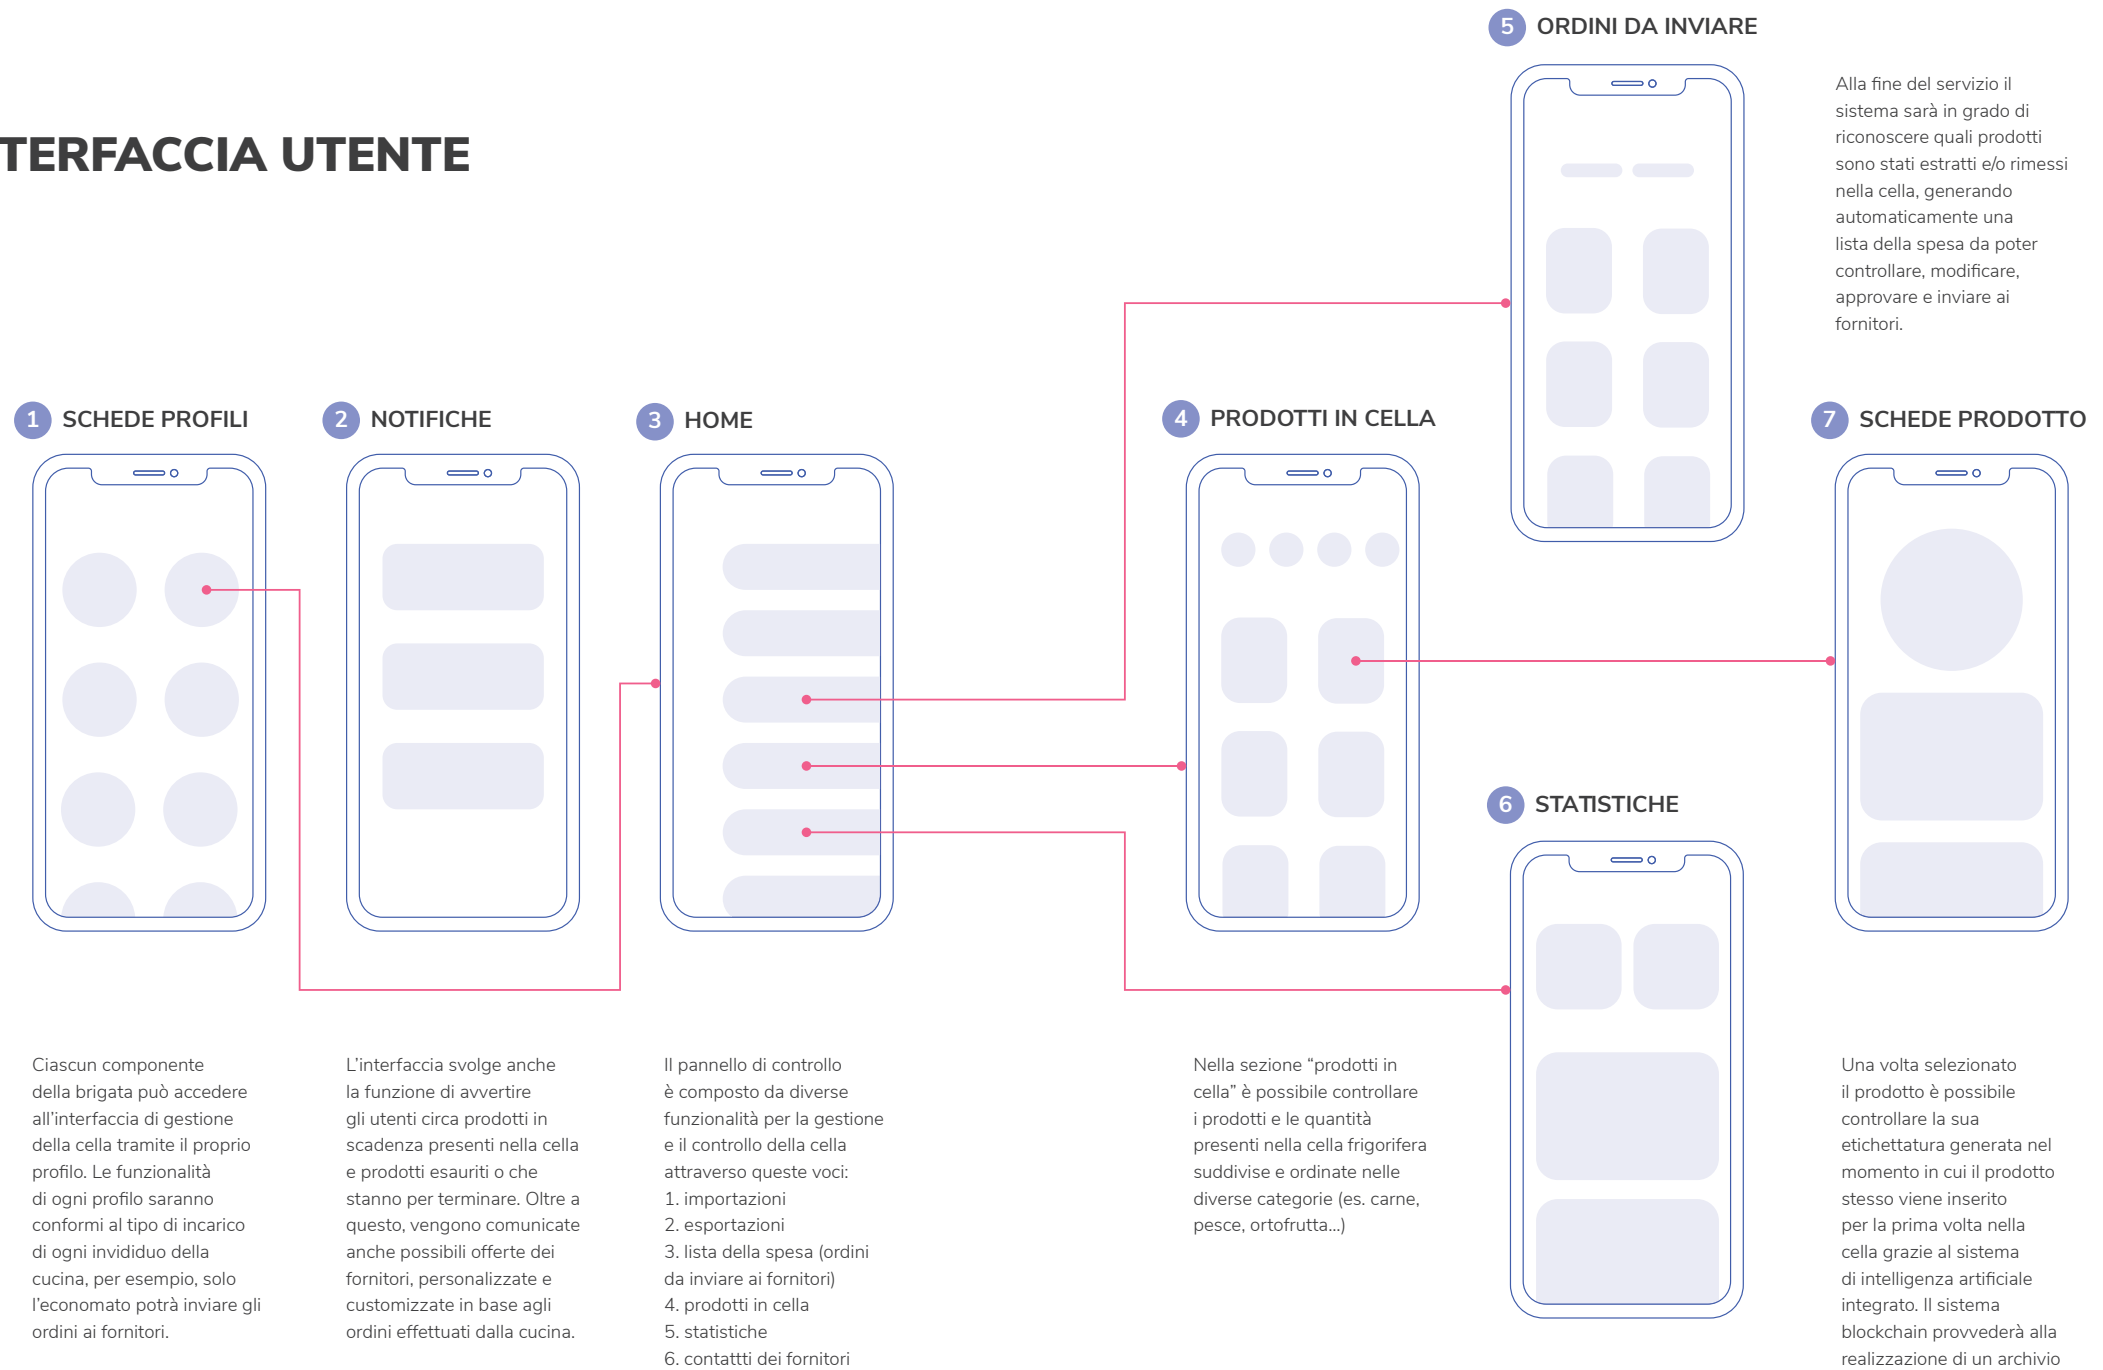 TERFACCIA UTENTE
5 ORDINI DA INVIARE
Alla fine del servizio il
sistema sarà in grado di
riconoscere quali prodotti
sono stati estratti e/o rimessi
nella cella, generando
automaticamente una
lista della spesa da poter
controllare, modificare,
approvare e inviare ai
fornitori.
1 SCHEDE PROFILI
2 NOTIFICHE
3 HOME
4 PRODOTTI IN CELLA
7 SCHEDE PRODOTTO
6 STATISTICHE
Ciascun componente
della brigata può accedere
all’interfaccia di gestione
della cella tramite il proprio
profilo. Le funzionalità
di ogni profilo saranno
conformi al tipo di incarico
di ogni invididuo della
cucina, per esempio, solo
l’economato potrà inviare gli
ordini ai fornitori.
L’interfaccia svolge anche
la funzione di avvertire
gli utenti circa prodotti in
scadenza presenti nella cella
e prodotti esauriti o che
stanno per terminare. Oltre a
questo, vengono comunicate
anche possibili offerte dei
fornitori, personalizzate e
customizzate in base agli
ordini effettuati dalla cucina.
Il pannello di controllo
è composto da diverse
funzionalità per la gestione
e il controllo della cella
attraverso queste voci:
1. importazioni
2. esportazioni
3. lista della spesa (ordini
da inviare ai fornitori)
4. prodotti in cella
5. statistiche
6. contattti dei fornitori
Nella sezione “prodotti in
cella” è possibile controllare
i prodotti e le quantità
presenti nella cella frigorifera
suddivise e ordinate nelle
diverse categorie (es. carne,
pesce, ortofrutta...)
Una volta selezionato
il prodotto è possibile
controllare la sua
etichettatura generata nel
momento in cui il prodotto
stesso viene inserito
per la prima volta nella
cella grazie al sistema
di intelligenza artificiale
integrato. Il sistema
blockchain provvederà alla
realizzazione di un archivio